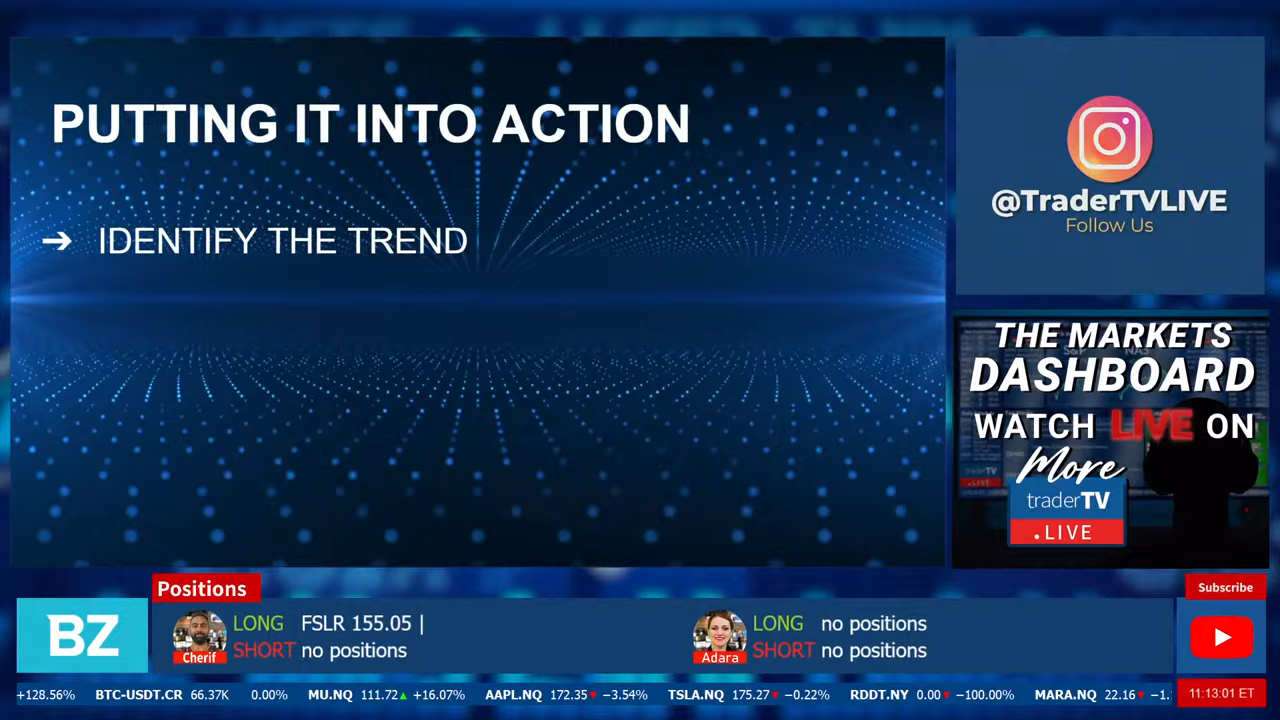 PUTTING IT INTO ACTION
➔ IDENTIFY THE TREND
@TraderTVLIVE
Follow Us
THE MARKETS
DASHBOARD
WATCH LIVE ON
More
traderTV
.LIVE
Positions
Subscribe
BZ
Cherif
LONG FSLR 155.05 |
SHORT no positions
Adara
LONG no positions
SHORT no positions
+128.56% BTC-USDT.CR 66.37K 0.00% MU.NQ 111.72▲ +16.07% AAPL.NQ 172.35▼ −3.54% TSLA.NQ 175.27▼ −0.22% RDDT.NY 0.00▼ −100.00% MARA.NQ 22.16▼ −1.
11:13:01 ET